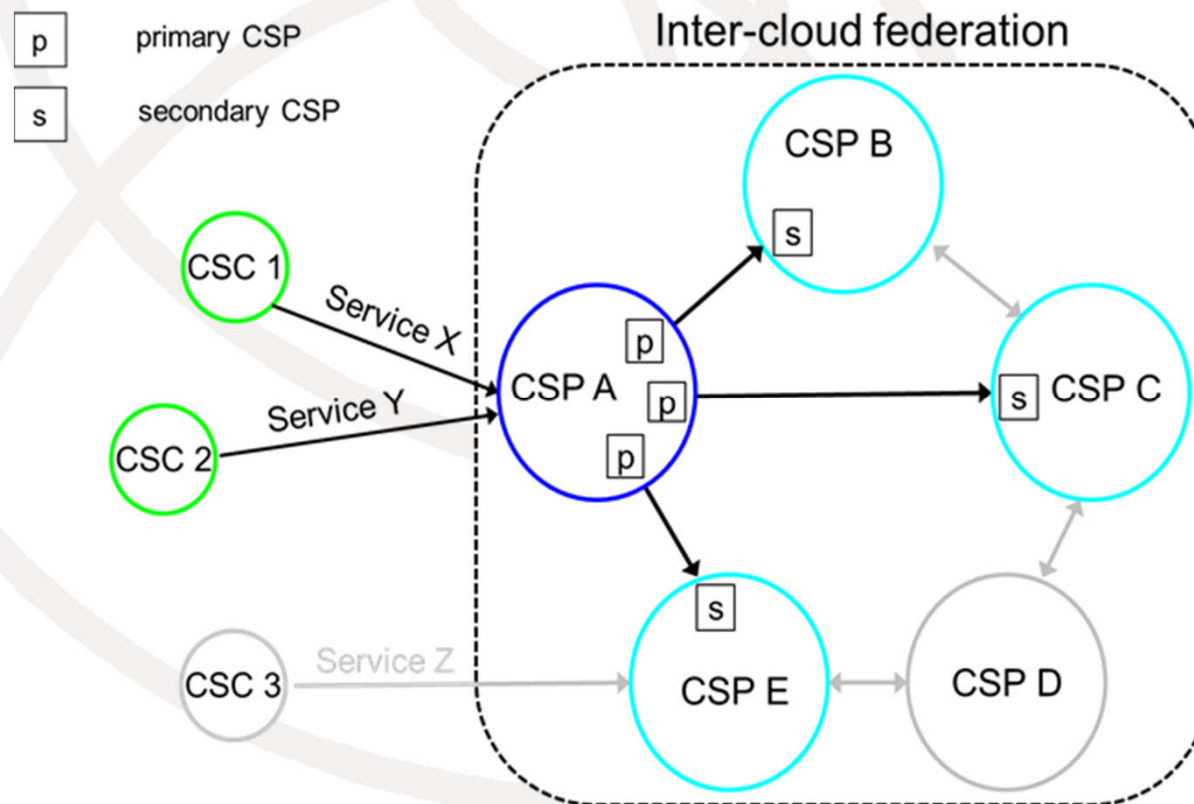 p primary CSP
s secondary CSP
Inter-cloud federation
CSP B
s
CSC 1
Service X
p
CSP A
p
s CSP C
Service Y
CSC 2
p
s
CSC 3
Service Z
CSP E
CSP D